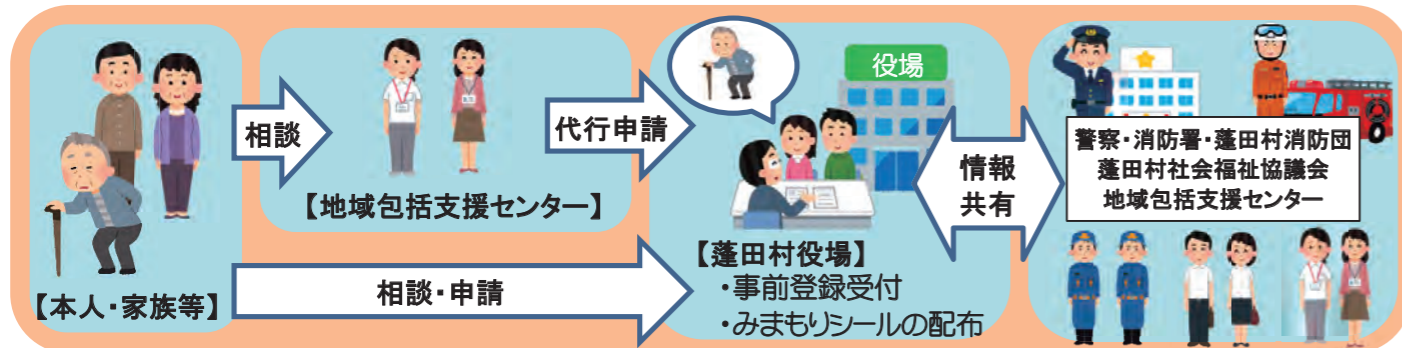 【本人・家族等】
相談
【地域包括支援センター】
代行申請
相談・申請
役場
【蓬田村役場】
・事前登録受付
・みまもりシールの配布
情報
共有
警察・消防署・蓬田村消防団
蓬田村社会福祉協議会
地域包括支援センター